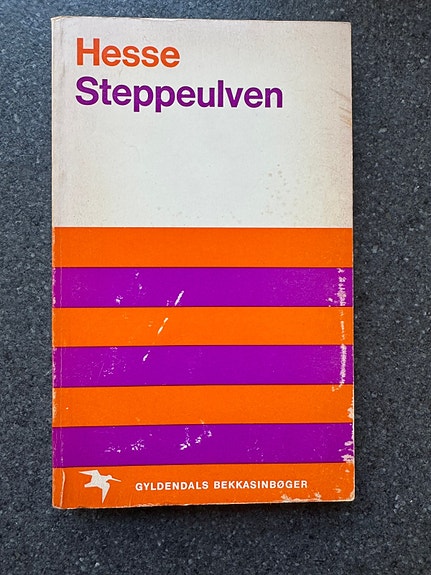 Hesse
Steppeulven
GYLDENDALS BEKKASINBØGER